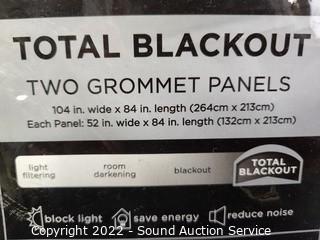 TOTAL BLACKOUT
TWO GROMMET PANELS
104 in. wide x 84 in. length (264cm x 213cm)
Each Panel: 52 in. wide x 84 in. length (132cm x 213cm)
light filtering
room darkening
blackout
TOTAL BLACKOUT
block light
save energy
reduce noise
Copyright 2022 - Sound Auction Service